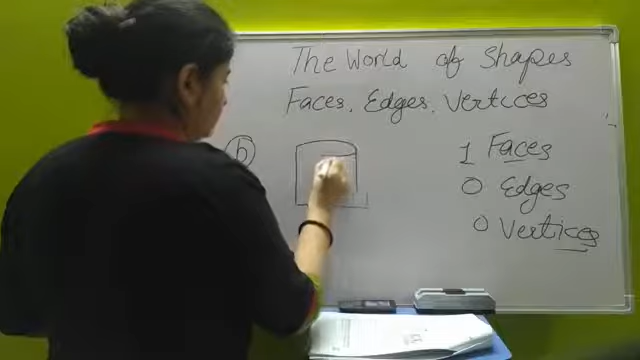 The World of Shapes
Faces, Edges, Vertices
b
1 Faces
0 Edges
0 Vertices